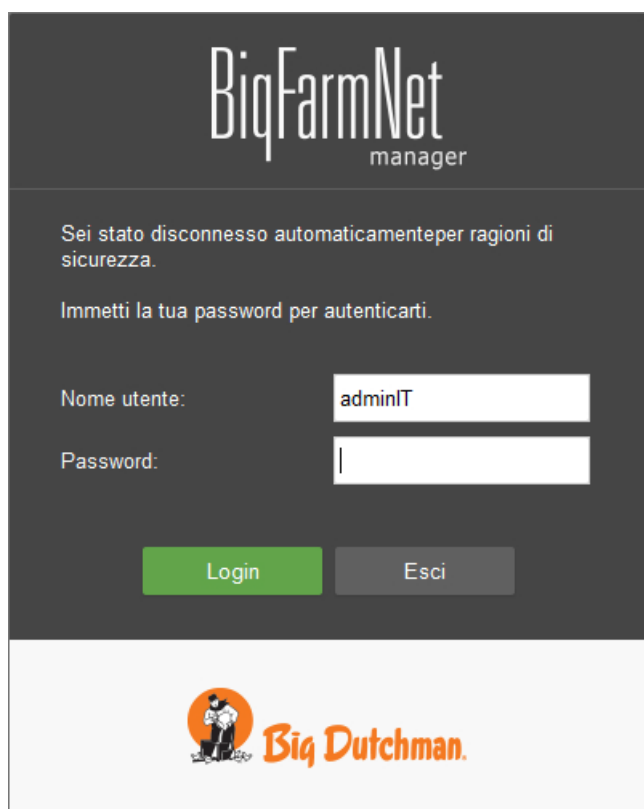 BigFarmNet
manager
Sei stato disconnesso automaticamenteper ragioni di
sicurezza.
Immetti la tua password per autenticarti.
Nome utente: adminIT
Password:
Login Esci
Big Dutchman.